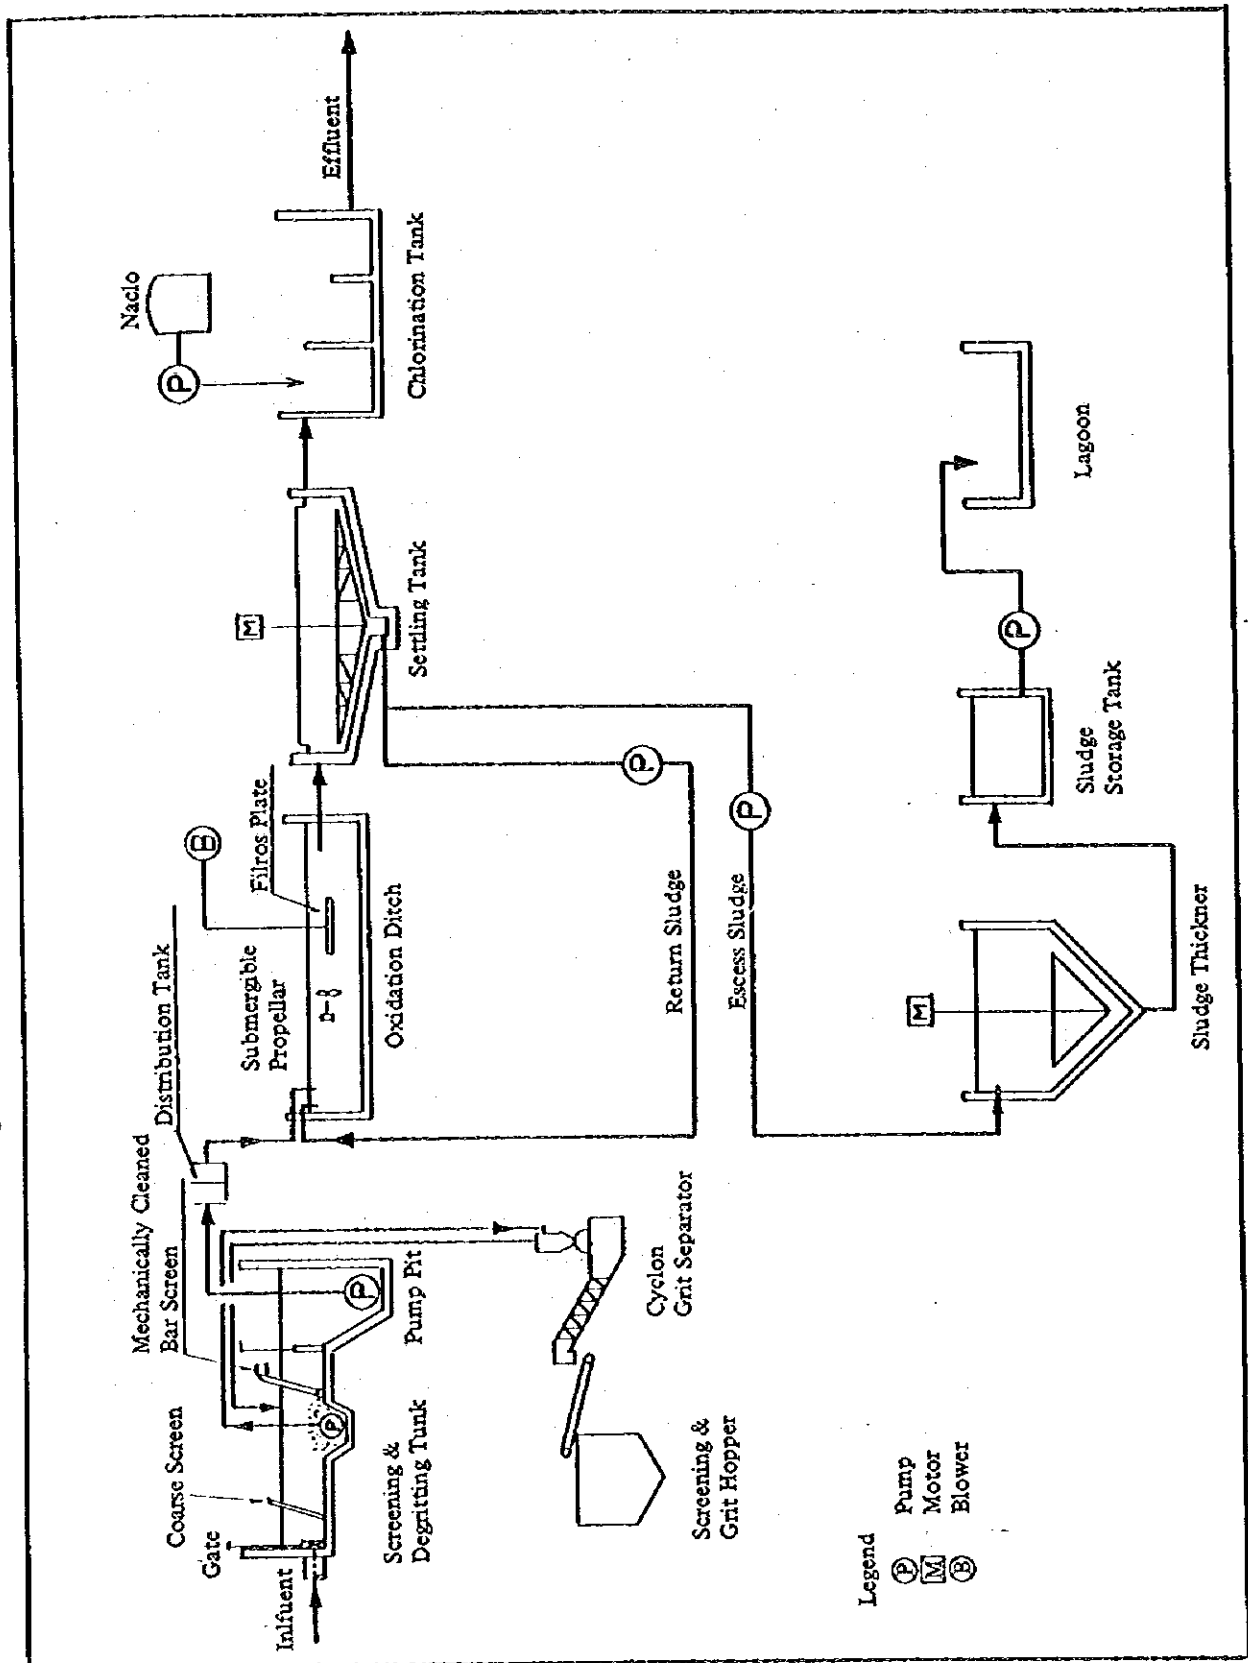 Inlfuent
Gate
Coarse Screen
Mechanically Cleaned
Bar Screen
Distribution Tank
Screening &
Degritting Tunk
Pump Pit
P
P
Cyclon
Grit Separator
Screening &
Grit Hopper
Submergible
Propellar
Filros Plate
B
Oxidation Ditch
M
Settling Tank
Naclo
P
Chlorination Tank
Effluent
Return Sludge
P
Escess Sludge
P
M
Sludge Thickner
Sludge
Storage Tank
P
Lagoon
Legend
P Pump
M Motor
B Blower